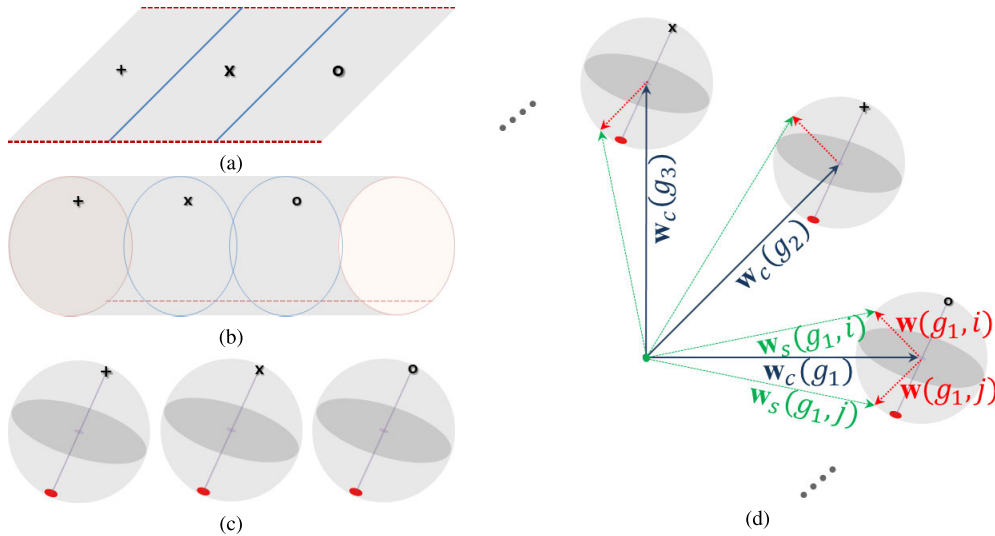 + x o
(a)
+ x o
(b)
+ x o
(c)
x
+
o
w_c(g_3)
w_c(g_2)
w_s(g_1, i)
w(g_1, i)
w_c(g_1)
w(g_1, j)
w_s(g_1, j)
(d)